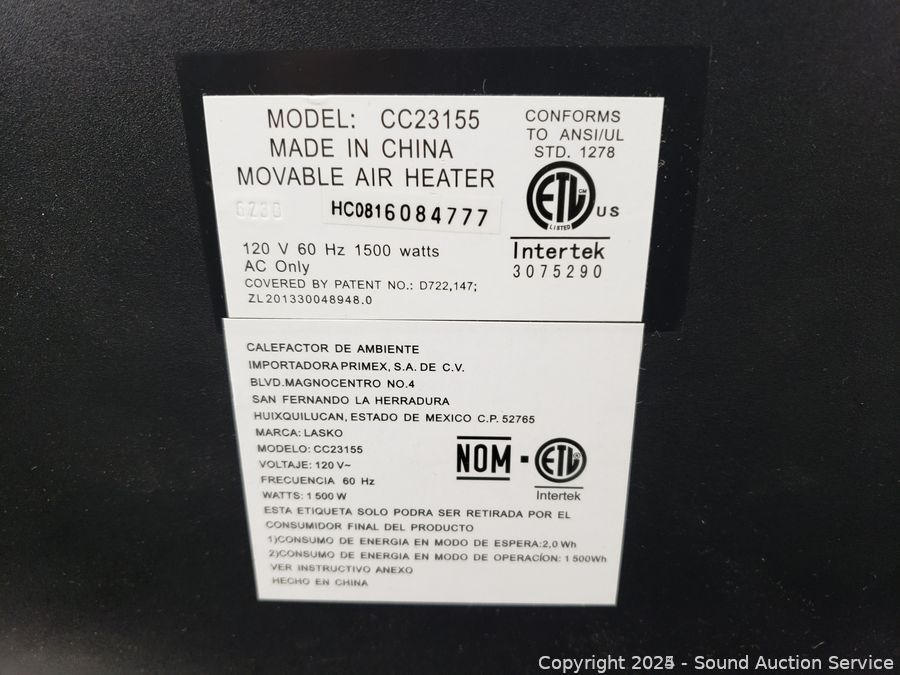 MODEL: CC23155
MADE IN CHINA
MOVABLE AIR HEATER
HC0816084777
120 V 60 Hz 1500 watts
AC Only
COVERED BY PATENT NO.: D722,147;
ZL201330048948.0
CONFORMS
TO ANSI/UL
STD. 1278
ETL CM
LISTED
US
Intertek
3075290
CALEFACTOR DE AMBIENTE
IMPORTADORA PRIMEX, S.A. DE C.V.
BLVD.MAGNOCENTRO NO.4
SAN FERNANDO LA HERRADURA
HUIXQUILUCAN, ESTADO DE MEXICO C.P. 52765
MARCA: LASKO
MODELO: CC23155
VOLTAJE: 120 V~
FRECUENCIA 60 Hz
WATTS: 1 500 W
ESTA ETIQUETA SOLO PODRA SER RETIRADA POR EL
CONSUMIDOR FINAL DEL PRODUCTO
1)CONSUMO DE ENERGIA EN MODO DE ESPERA:2,0 Wh
2)CONSUMO DE ENERGIA EN MODO DE OPERACÍON: 1 500Wh
VER INSTRUCTIVO ANEXO
HECHO EN CHINA
NOM - ETL ®
Intertek
Copyright - Sound Auction Service